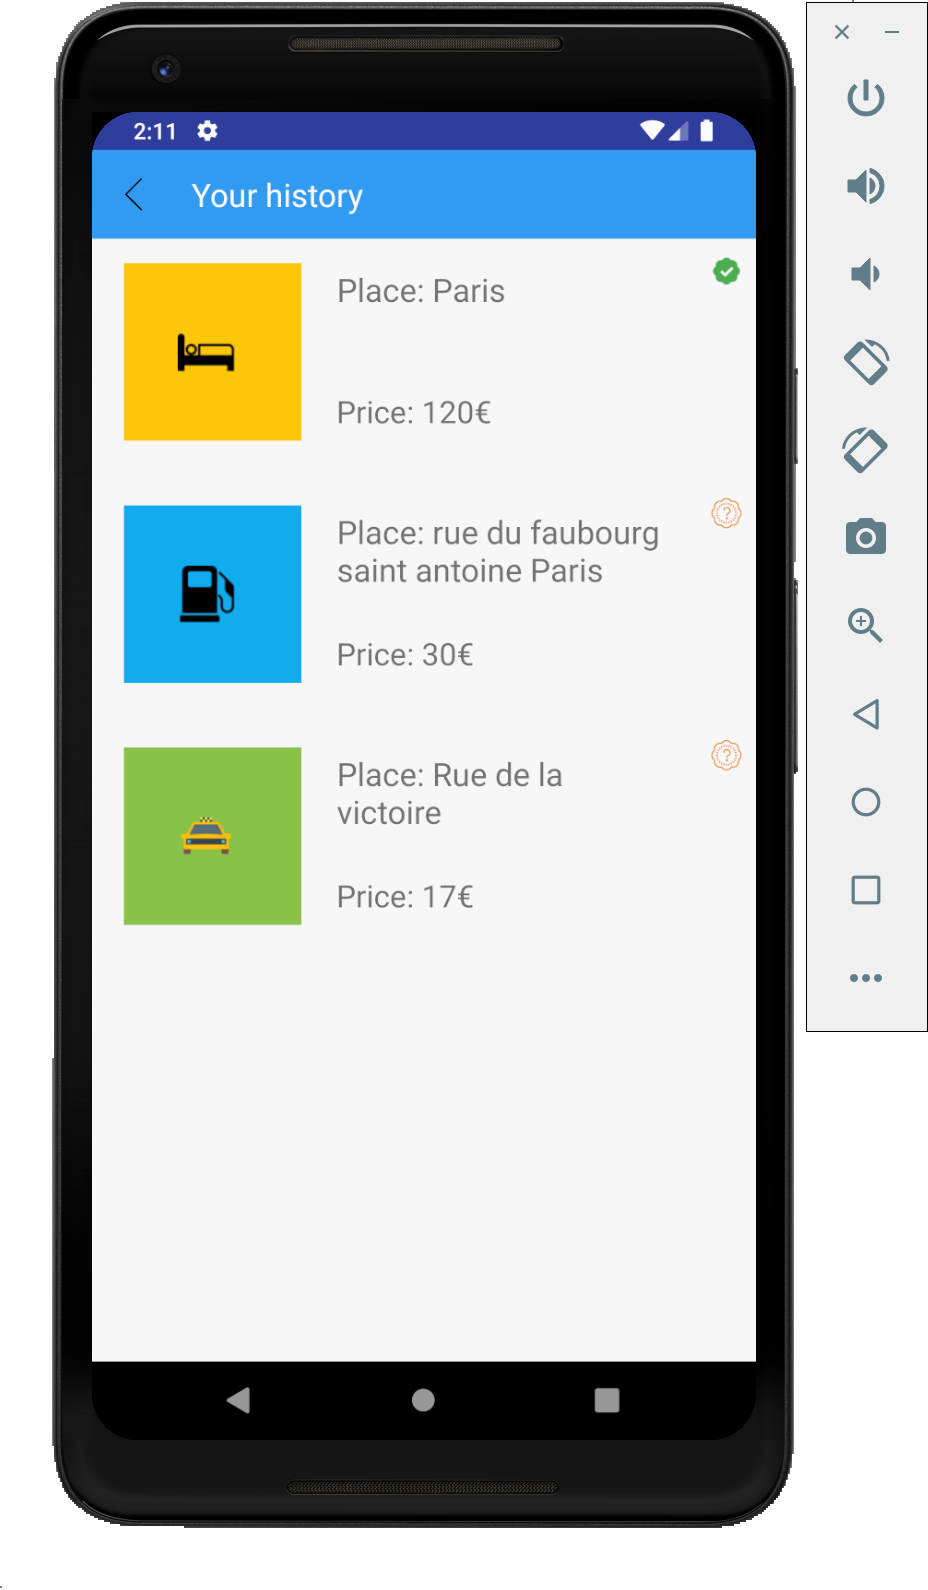 2:11
Your history
Place: Paris
Price: 120€
?
Place: rue du faubourg
saint antoine Paris
Price: 30€
?
Place: Rue de la
victoire
Price: 17€